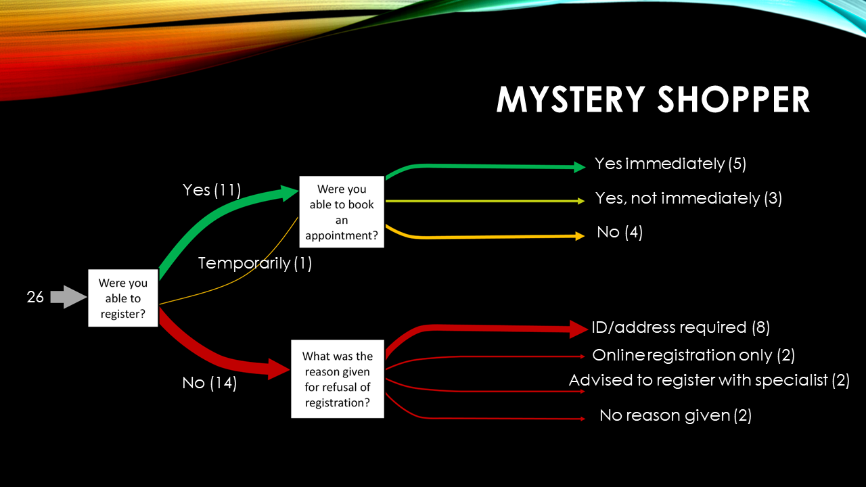 MYSTERY SHOPPER
Yes immediately (5)
Yes (11)
Were you
able to book
an
appointment?
Yes, not immediately (3)
No (4)
Temporarily (1)
26
Were you
able to
register?
ID/address required (8)
What was the
reason given
for refusal of
registration?
Online registration only (2)
Advised to register with specialist (2)
No (14)
No reason given (2)